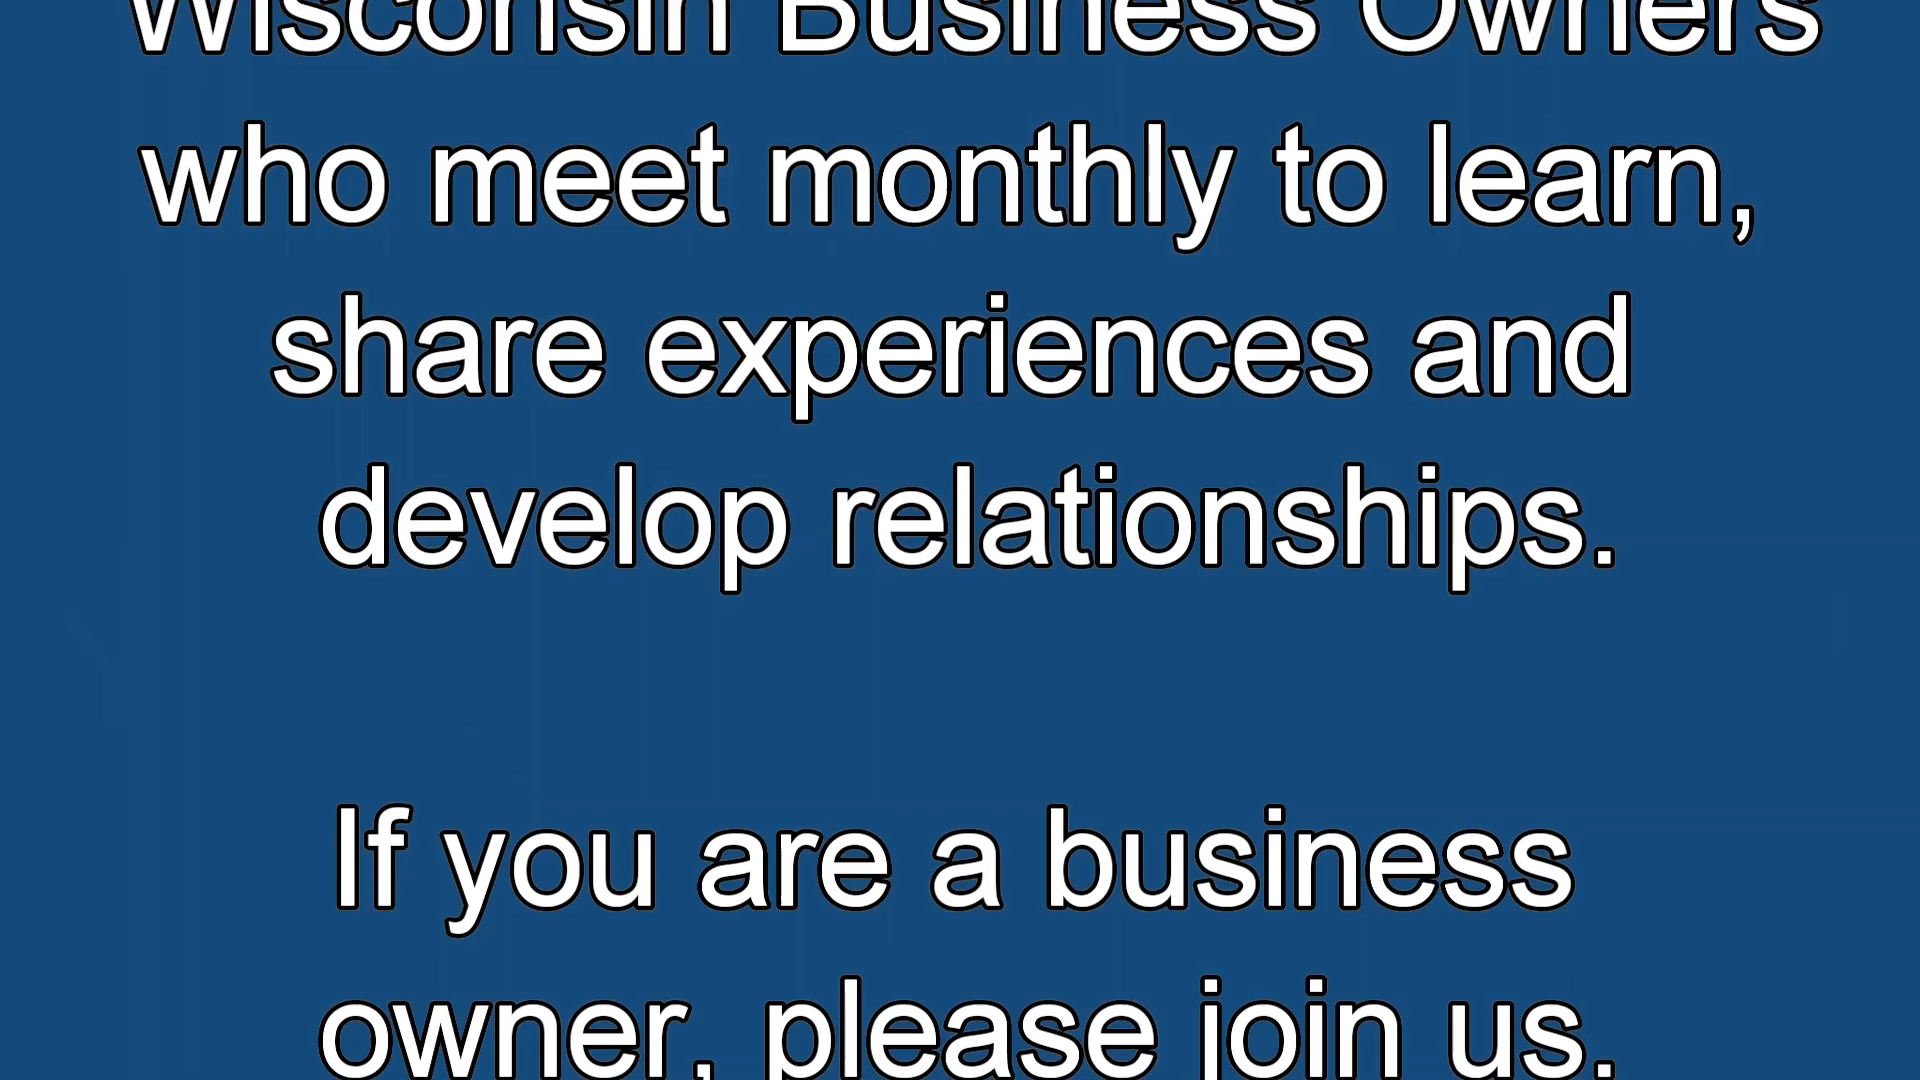 Wisconsin Business Owners
who meet monthly to learn,
share experiences and
develop relationships.
If you are a business
owner, please join us.